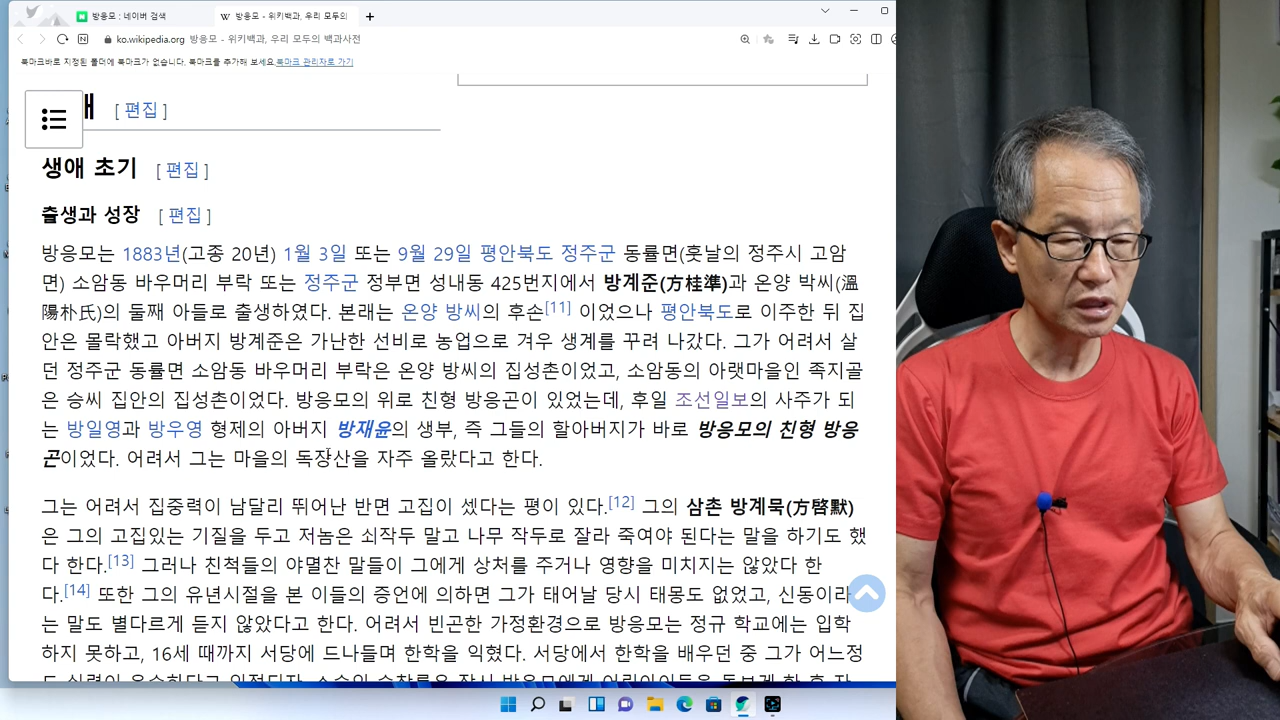 방응모 : 네이버 검색
방응모 - 위키백과, 우리 모두의
ko.wikipedia.org 방응모 - 위키백과, 우리 모두의 백과사전
북마크바로 지정된 폴더에 북마크가 없습니다. 북마크를 추가해 보세요. 북마크 관리자로 가기
[ 편집 ]
생애 초기 [ 편집 ]
출생과 성장 [ 편집 ]
방응모는 1883년(고종 20년) 1월 3일 또는 9월 29일 평안북도 정주군 동률면(훗날의 정주시 고암
면) 소암동 바우머리 부락 또는 정주군 정부면 성내동 425번지에서 방계준(方桂準)과 온양 박씨(溫
陽朴氏)의 둘째 아들로 출생하였다. 본래는 온양 방씨의 후손[11] 이었으나 평안북도로 이주한 뒤 집
안은 몰락했고 아버지 방계준은 가난한 선비로 농업으로 겨우 생계를 꾸려 나갔다. 그가 어려서 살
던 정주군 동률면 소암동 바우머리 부락은 온양 방씨의 집성촌이었고, 소암동의 아랫마을인 족지골
은 승씨 집안의 집성촌이었다. 방응모의 위로 친형 방응곤이 있었는데, 후일 조선일보의 사주가 되
는 방일영과 방우영 형제의 아버지 방재윤의 생부, 즉 그들의 할아버지가 바로 방응모의 친형 방응
곤이었다. 어려서 그는 마을의 독장산을 자주 올랐다고 한다.
그는 어려서 집중력이 남달리 뛰어난 반면 고집이 셌다는 평이 있다.[12] 그의 삼촌 방계묵(方啓默)
은 그의 고집있는 기질을 두고 저놈은 쇠작두 말고 나무 작두로 잘라 죽여야 된다는 말을 하기도 했
다 한다.[13] 그러나 친척들의 야멸찬 말들이 그에게 상처를 주거나 영향을 미치지는 않았다 한
다.[14] 또한 그의 유년시절을 본 이들의 증언에 의하면 그가 태어날 당시 태몽도 없었고, 신동이라
는 말도 별다르게 듣지 않았다고 한다. 어려서 빈곤한 가정환경으로 방응모는 정규 학교에는 입학
하지 못하고, 16세 때까지 서당에 드나들며 한학을 익혔다. 서당에서 한학을 배우던 중 그가 어느정